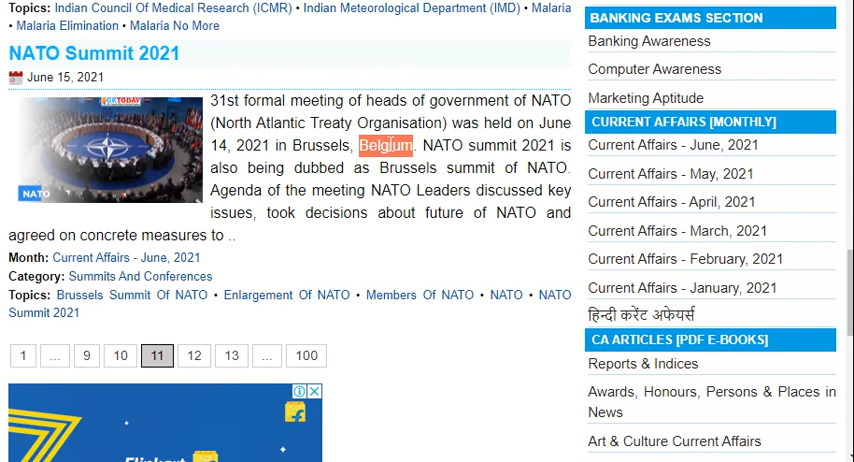 Topics: Indian Council Of Medical Research (ICMR) • Indian Meteorological Department (IMD) • Malaria
• Malaria Elimination • Malaria No More
NATO Summit 2021
June 15, 2021
GKTODAY
NATO
31st formal meeting of heads of government of NATO
(North Atlantic Treaty Organisation) was held on June
14, 2021 in Brussels, Belgium. NATO summit 2021 is
also being dubbed as Brussels summit of NATO.
Agenda of the meeting NATO Leaders discussed key
issues, took decisions about future of NATO and
agreed on concrete measures to ..
Month: Current Affairs - June, 2021
Category: Summits And Conferences
Topics: Brussels Summit Of NATO • Enlargement Of NATO • Members Of NATO • NATO • NATO
Summit 2021
1 ... 9 10 11 12 13 ... 100
Flipkart
BANKING EXAMS SECTION
Banking Awareness
Computer Awareness
Marketing Aptitude
CURRENT AFFAIRS [MONTHLY]
Current Affairs - June, 2021
Current Affairs - May, 2021
Current Affairs - April, 2021
Current Affairs - March, 2021
Current Affairs - February, 2021
Current Affairs - January, 2021
हिन्दी करेंट अफेयर्स
CA ARTICLES [PDF E-BOOKS]
Reports & Indices
Awards, Honours, Persons & Places in
News
Art & Culture Current Affairs